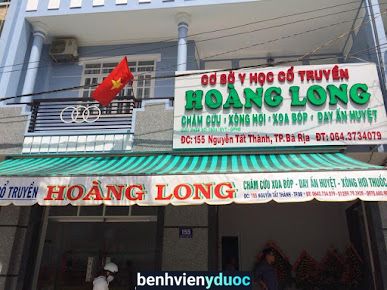 CƠ SỞ Y HỌC CỔ TRUYỀN
HOÀNG LONG
CHÂM CỨU • XÔNG HƠI • XOA BÓP • DAY ẤN HUYỆT
ĐC: 155 Nguyễn Tất Thành, TP. Bà Rịa ĐT: 064.3734079
CỔ TRUYỀN HOÀNG LONG
CHÂM CỨU XOA BÓP - DAY ẤN HUYỆT - XÔNG HƠI THUỐC
155
benhvienyduoc